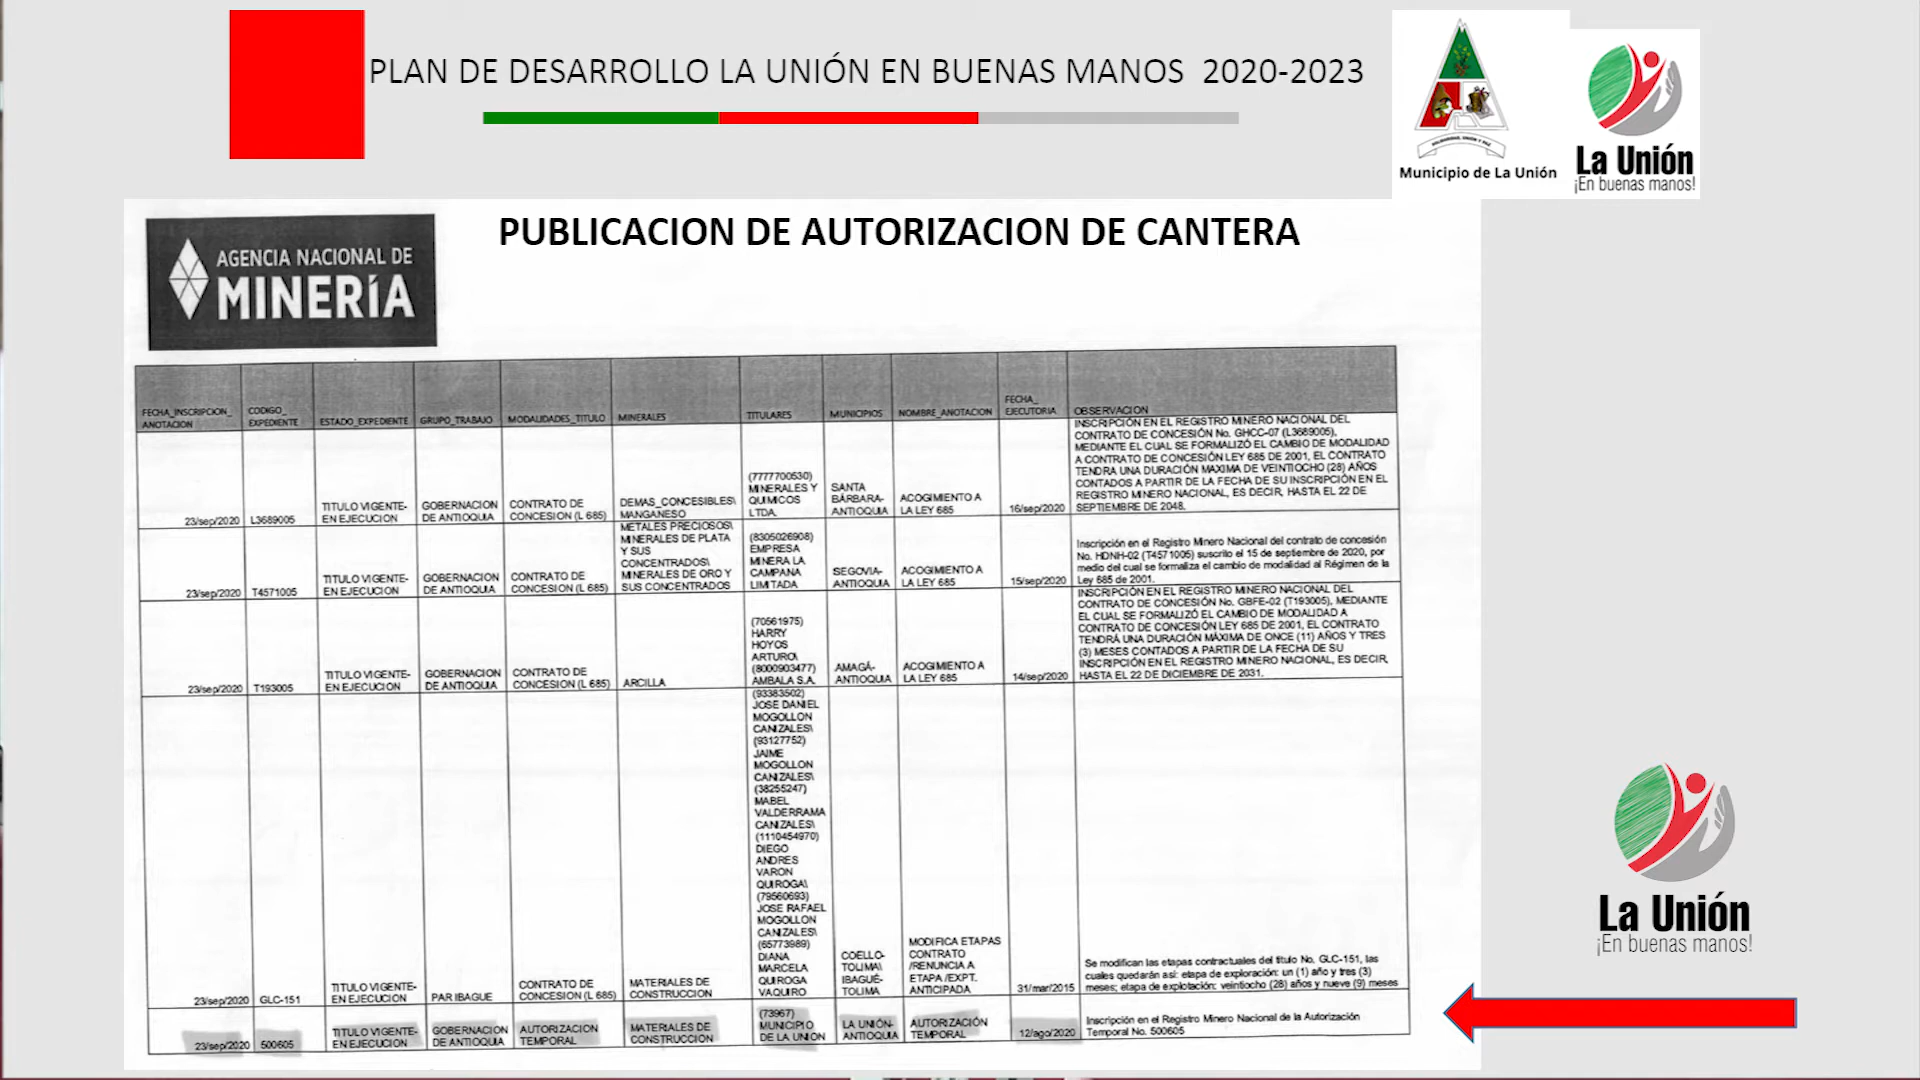 PLAN DE DESARROLLO LA UNIÓN EN BUENAS MANOS 2020-2023
SOLIDARIDAD, UNIÓN Y PAZ
Municipio de La Unión
La Unión
¡En buenas manos!
AGENCIA NACIONAL DE
MINERÍA
PUBLICACION DE AUTORIZACION DE CANTERA
FECHA_INSCRIPCION_
ANOTACION
CODIGO_
EXPEDIENTE
ESTADO_EXPEDIENTE
GRUPO_TRABAJO
MODALIDADES_TITULO
MINERALES
TITULARES
MUNICIPIOS
NOMBRE_ANOTACION
FECHA_
EJECUTORIA
OBSERVACION
23/sep/2020
L3689005
TITULO VIGENTE-
EN EJECUCION
GOBERNACION
DE ANTIOQUIA
CONTRATO DE
CONCESION (L 685)
DEMAS_CONCESIBLES\
MANGANESO
(7777700530)
MINERALES Y
QUIMICOS
LTDA.
SANTA
BÁRBARA-
ANTIOQUIA
ACOGIMIENTO A
LA LEY 685
16/sep/2020
INSCRIPCIÓN EN EL REGISTRO MINERO NACIONAL DEL
CONTRATO DE CONCESIÓN No. GHCC-07 (L3689005),
MEDIANTE EL CUAL SE FORMALIZÓ EL CAMBIO DE MODALIDAD
A CONTRATO DE CONCESIÓN LEY 685 DE 2001, EL CONTRATO
TENDRA UNA DURACIÓN MAXIMA DE VEINTIOCHO (28) AÑOS
CONTADOS A PARTIR DE LA FECHA DE SU INSCRIPCIÓN EN EL
REGISTRO MINERO NACIONAL, ES DECIR, HASTA EL 22 DE
SEPTIEMBRE DE 2048.
23/sep/2020
T4571005
TITULO VIGENTE-
EN EJECUCION
GOBERNACION
DE ANTIOQUIA
CONTRATO DE
CONCESION (L 685)
METALES PRECIOSOS\
MINERALES DE PLATA
Y SUS
CONCENTRADOS\
MINERALES DE ORO Y
SUS CONCENTRADOS
(8305026908)
EMPRESA
MINERA LA
CAMPANA
LIMITADA
SEGOVIA-
ANTIOQUIA
ACOGIMIENTO A
LA LEY 685
15/sep/2020
Inscripción en el Registro Minero Nacional del contrato de concesión
No. HDNH-02 (T4571005) suscrito el 15 de septiembre de 2020, por
medio del cual se formaliza el cambio de modalidad al Régimen de la
Ley 685 de 2001.
23/sep/2020
T193005
TITULO VIGENTE-
EN EJECUCION
GOBERNACION
DE ANTIOQUIA
CONTRATO DE
CONCESION (L 685)
ARCILLA
(70561975)
HARRY
HOYOS
ARTURO\
(8000903477)
AMBALA S.A.
AMAGÁ-
ANTIOQUIA
ACOGIMIENTO A
LA LEY 685
14/sep/2020
INSCRIPCIÓN EN EL REGISTRO MINERO NACIONAL DEL
CONTRATO DE CONCESIÓN No. GBFE-02 (T193005), MEDIANTE
EL CUAL SE FORMALIZÓ EL CAMBIO DE MODALIDAD A
CONTRATO DE CONCESIÓN LEY 685 DE 2001, EL CONTRATO
TENDRÁ UNA DURACIÓN MÁXIMA DE ONCE (11) AÑOS Y TRES
(3) MESES CONTADOS A PARTIR DE LA FECHA DE SU
INSCRIPCIÓN EN EL REGISTRO MINERO NACIONAL, ES DECIR,
HASTA EL 22 DE DICIEMBRE DE 2031.
23/sep/2020
GLC-151
TITULO VIGENTE-
EN EJECUCION
PAR IBAGUE
CONTRATO DE
CONCESION (L 685)
MATERIALES DE
CONSTRUCCION
(93383502)
JOSE DANIEL
MOGOLLON
CANIZALES\
(93127752)
JAIME
MOGOLLON
CANIZALES\
(38255247)
MABEL
VALDERRAMA
CANIZALES\
(1110454970)
DIEGO
ANDRES
VARON
QUIROGA\
(79560693)
JOSE RAFAEL
MOGOLLON
CANIZALES\
(65773989)
DIANA
MARCELA
QUIROGA
VAQUIRO
COELLO-
TOLIMA\
IBAGUÉ-
TOLIMA
MODIFICA ETAPAS
CONTRATO
/RENUNCIA A
ETAPA /EXPT.
ANTICIPADA
31/mar/2015
Se modifican las etapas contractuales del título No. GLC-151, las
cuales quedarán así: etapa de exploración: un (1) año y tres (3)
meses; etapa de explotación: veintiocho (28) años y nueve (9) meses
23/sep/2020
500605
TITULO VIGENTE-
EN EJECUCION
GOBERNACION
DE ANTIOQUIA
AUTORIZACION
TEMPORAL
MATERIALES DE
CONSTRUCCION
(73967)
MUNICIPIO
DE LA UNION
LA UNIÓN-
ANTIOQUIA
AUTORIZACIÓN
TEMPORAL
12/ago/2020
Inscripción en el Registro Minero Nacional de la Autorización
Temporal No. 500605
La Unión
¡En buenas manos!